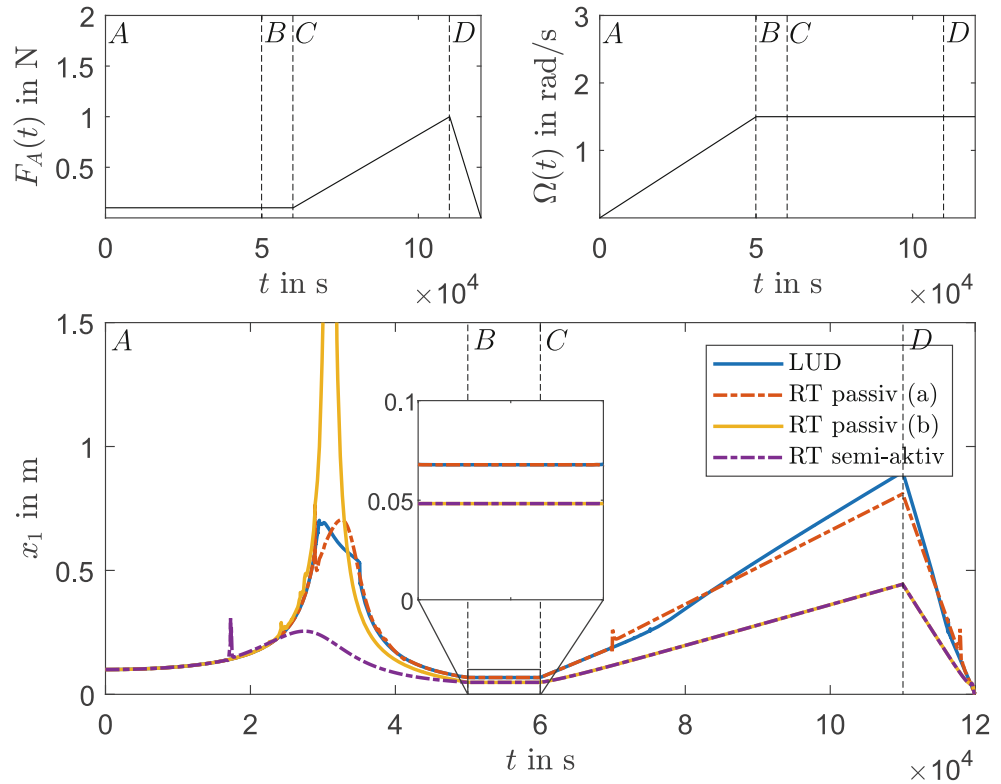 2
1.5
1
0.5
F_A(t) in N
A
B
C
D
0
5
10
t in s
×10^4
3
2
1
0
Ω(t) in rad/s
A
B
C
D
0
5
10
t in s
×10^4
1.5
1
0.5
0
x_1 in m
A
B
C
D
LUD
RT passiv (a)
RT passiv (b)
RT semi-aktiv
0.1
0.05
0
0
2
4
6
8
10
12
t in s
×10^4